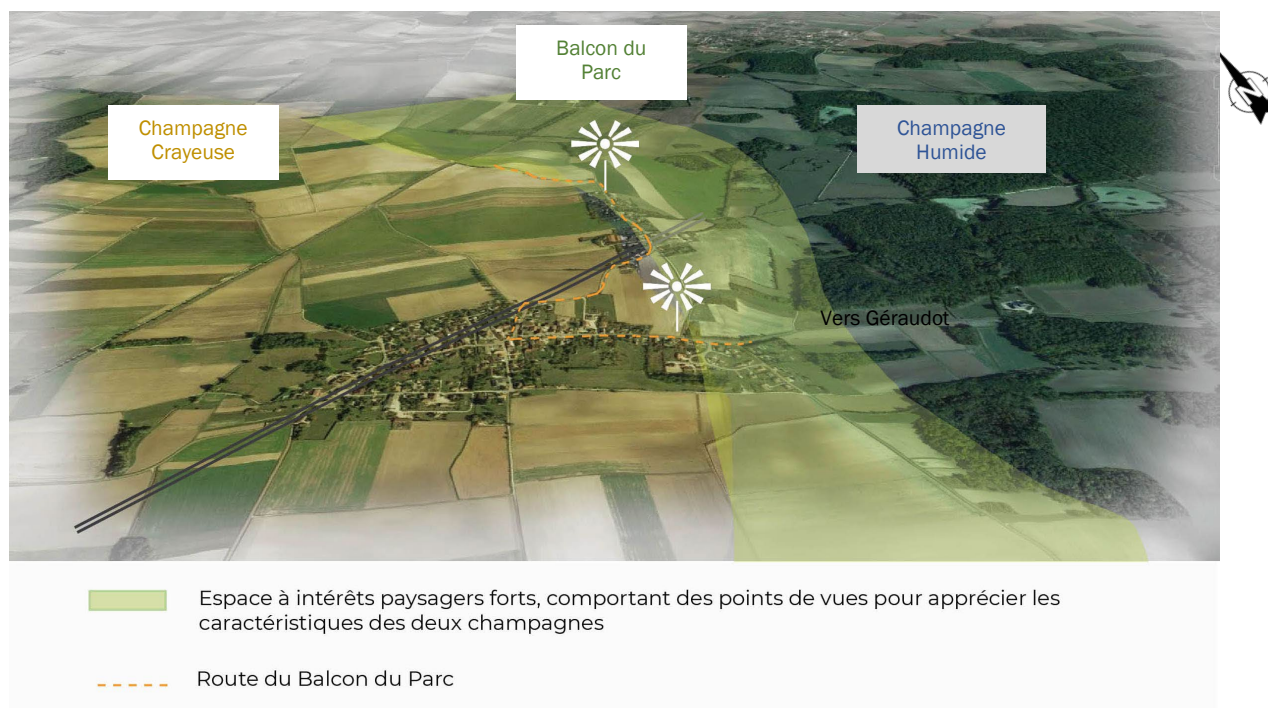 Balcon du
Parc
Champagne
Crayeuse
Champagne
Humide
N
Vers Géraudot
Espace à intérêts paysagers forts, comportant des points de vues pour apprécier les
caractéristiques des deux champagnes
Route du Balcon du Parc